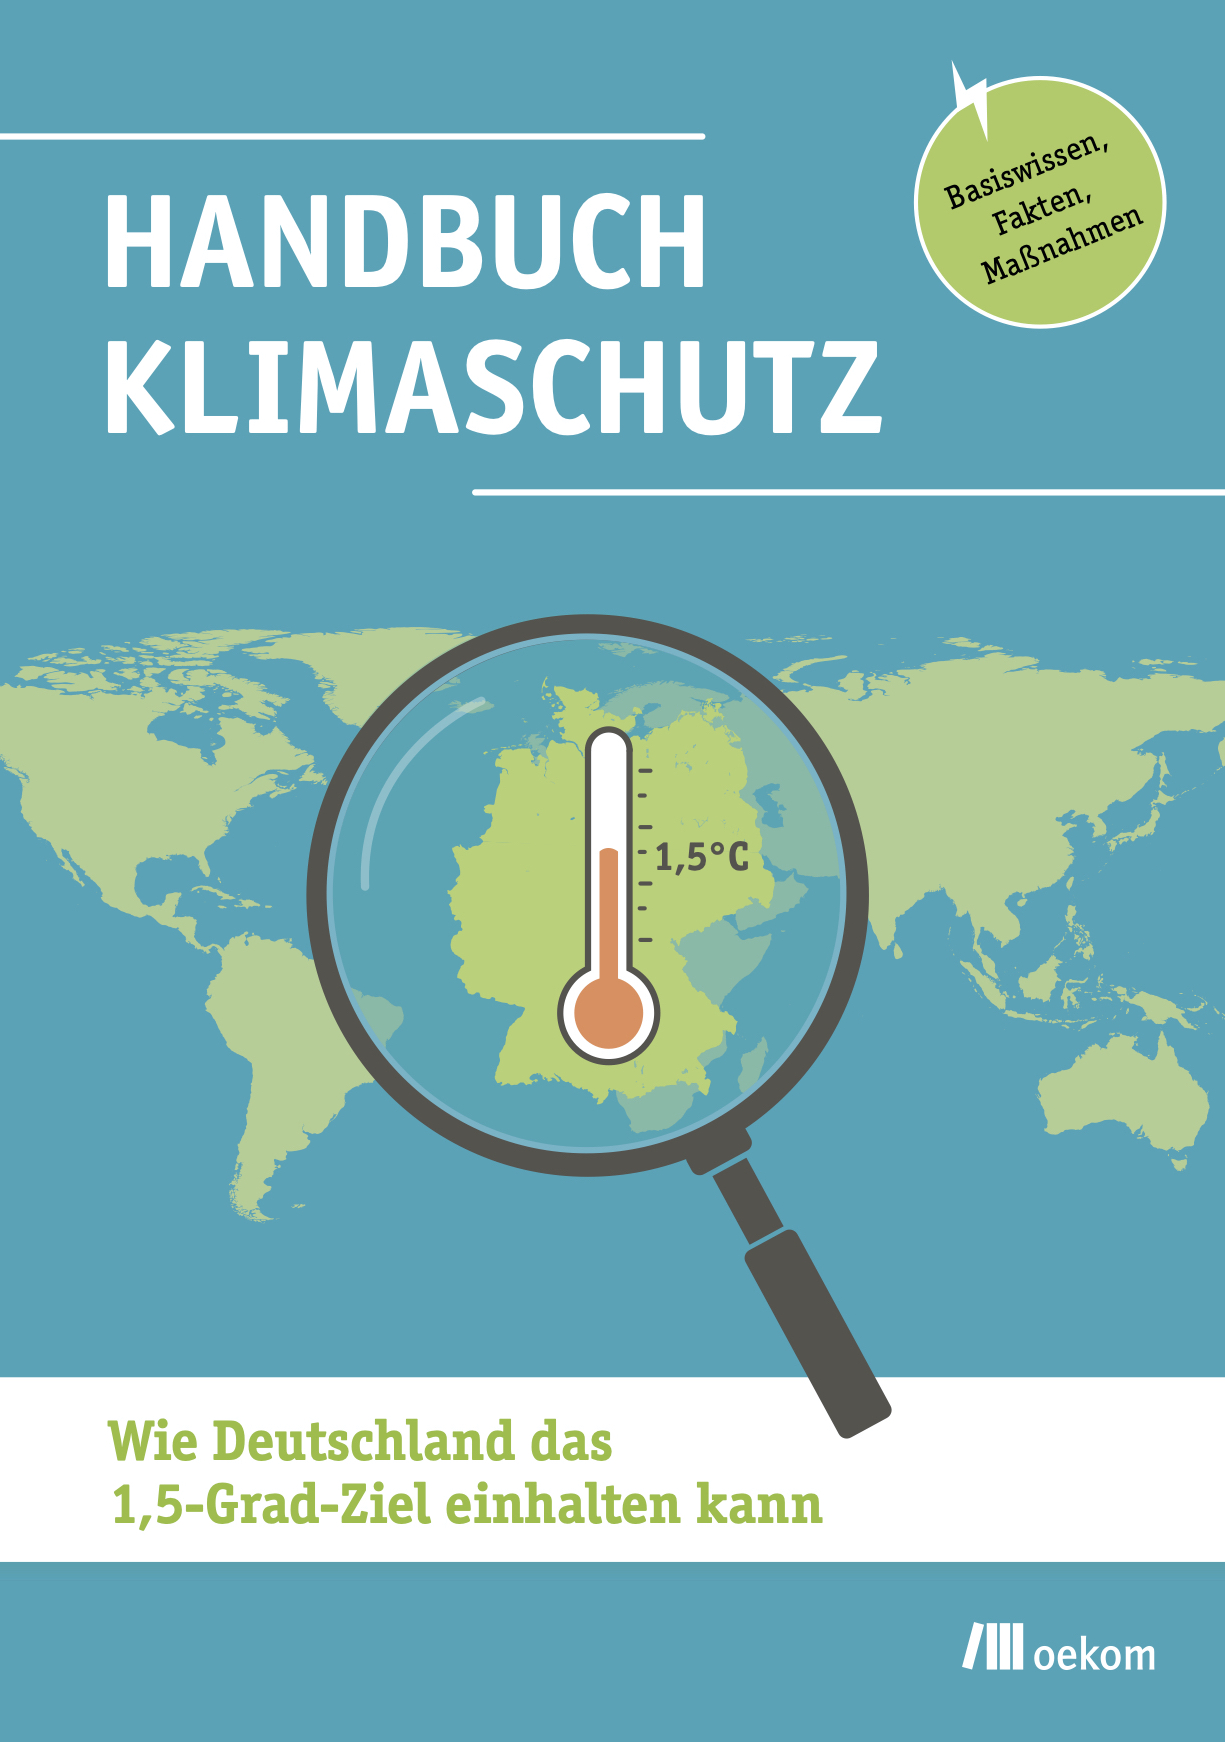 Basiswissen,
Fakten,
Maßnahmen
HANDBUCH
KLIMASCHUTZ
1,5°C
Wie Deutschland das
1,5-Grad-Ziel einhalten kann
oekom